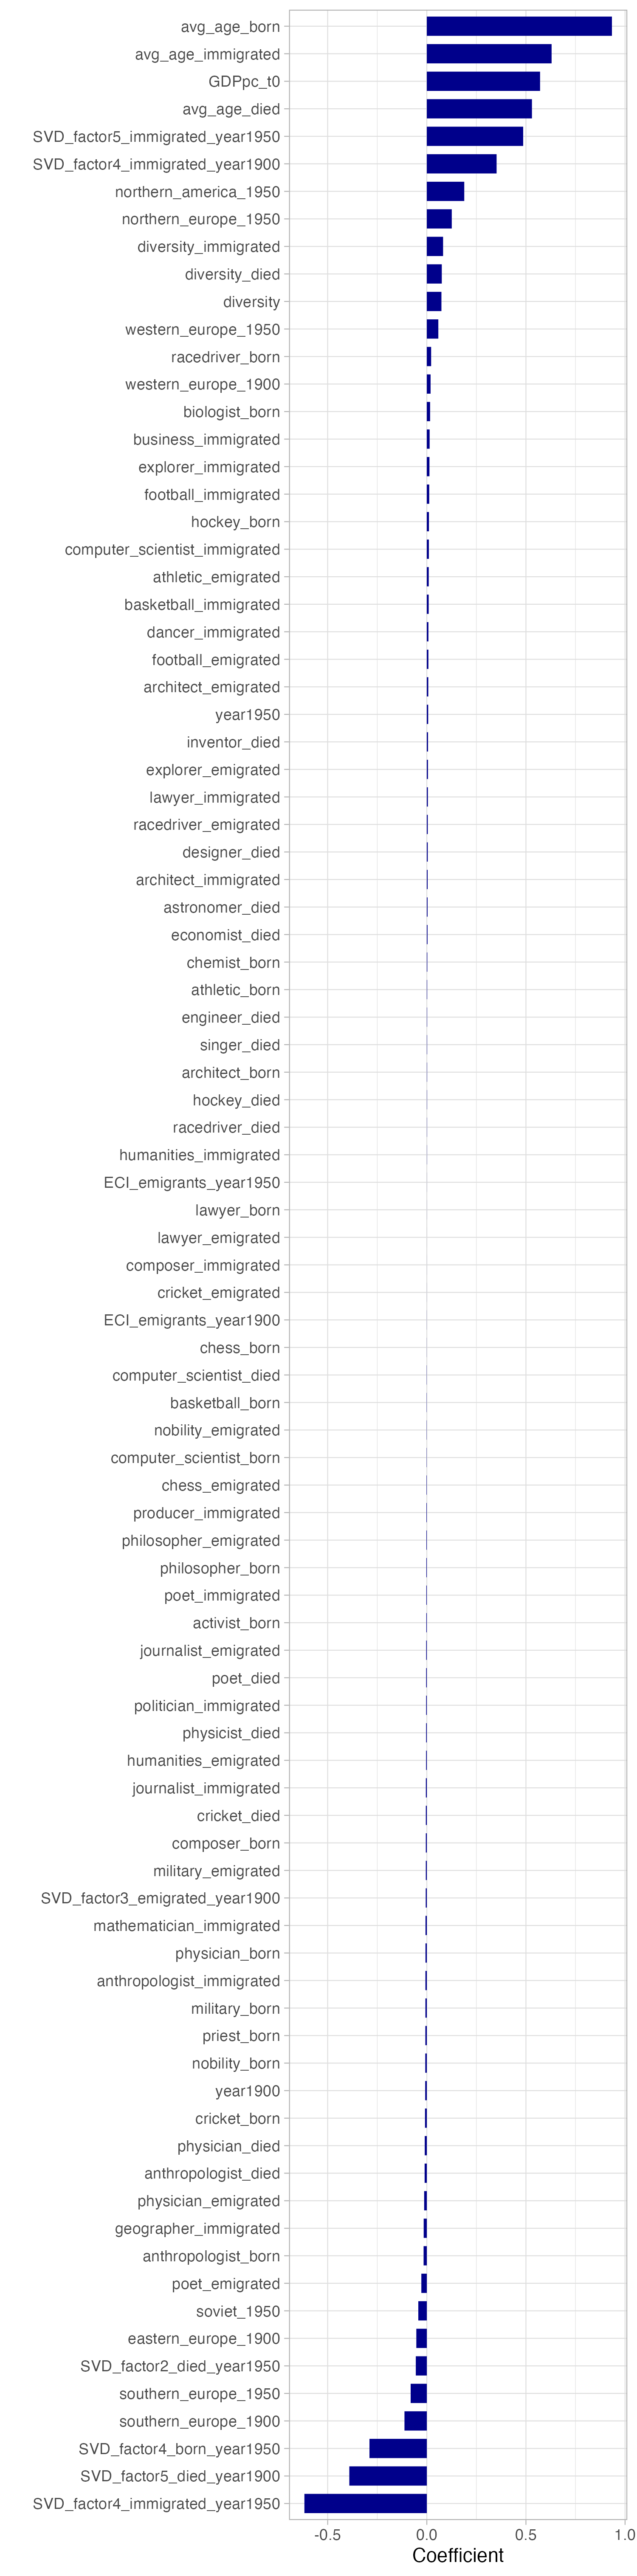 avg_age_born
avg_age_immigrated
GDPpc_t0
avg_age_died
SVD_factor5_immigrated_year1950
SVD_factor4_immigrated_year1900
northern_america_1950
northern_europe_1950
diversity_immigrated
diversity_died
diversity
western_europe_1950
racedriver_born
western_europe_1900
biologist_born
business_immigrated
explorer_immigrated
football_immigrated
hockey_born
computer_scientist_immigrated
athletic_emigrated
basketball_immigrated
dancer_immigrated
football_emigrated
architect_emigrated
year1950
inventor_died
explorer_emigrated
lawyer_immigrated
racedriver_emigrated
designer_died
architect_immigrated
astronomer_died
economist_died
chemist_born
athletic_born
engineer_died
singer_died
architect_born
hockey_died
racedriver_died
humanities_immigrated
ECI_emigrants_year1950
lawyer_born
lawyer_emigrated
composer_immigrated
cricket_emigrated
ECI_emigrants_year1900
chess_born
computer_scientist_died
basketball_born
nobility_emigrated
computer_scientist_born
chess_emigrated
producer_immigrated
philosopher_emigrated
philosopher_born
poet_immigrated
activist_born
journalist_emigrated
poet_died
politician_immigrated
physicist_died
humanities_emigrated
journalist_immigrated
cricket_died
composer_born
military_emigrated
SVD_factor3_emigrated_year1900
mathematician_immigrated
physician_born
anthropologist_immigrated
military_born
priest_born
nobility_born
year1900
cricket_born
physician_died
anthropologist_died
physician_emigrated
geographer_immigrated
anthropologist_born
poet_emigrated
soviet_1950
eastern_europe_1900
SVD_factor2_died_year1950
southern_europe_1950
southern_europe_1900
SVD_factor4_born_year1950
SVD_factor5_died_year1900
SVD_factor4_immigrated_year1950
-0.5 0.0 0.5 1.0
Coefficient